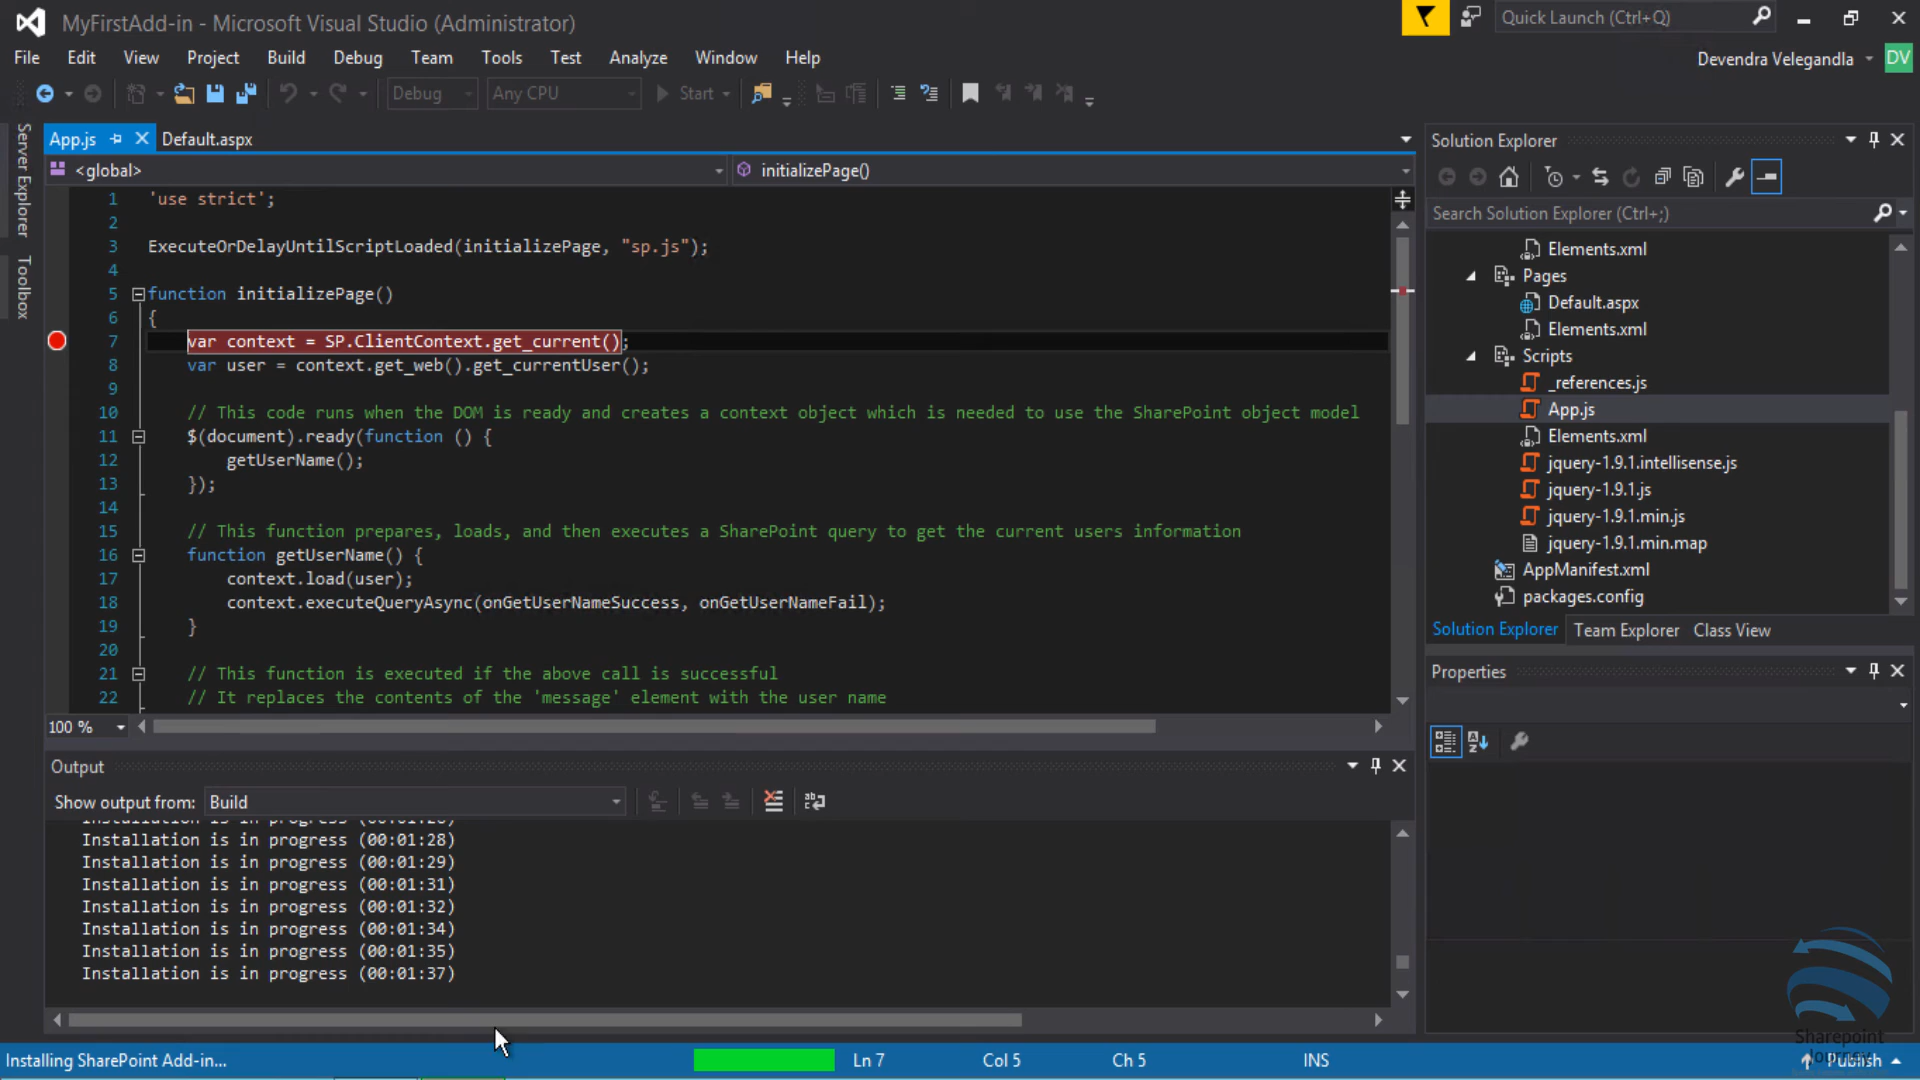 MyFirstAdd-in - Microsoft Visual Studio (Administrator)
Quick Launch (Ctrl+Q)
File Edit View Project Build Debug Team Tools Test Analyze Window Help
Devendra Velegandla DV
Debug Any CPU Start
Server Explorer
Toolbox
App.js Default.aspx
<global> initializePage()
1 'use strict';
2
3 ExecuteOrDelayUntilScriptLoaded(initializePage, "sp.js");
4
5 function initializePage()
6 {
7 var context = SP.ClientContext.get_current();
8 var user = context.get_web().get_currentUser();
9
10 // This code runs when the DOM is ready and creates a context object which is needed to use the SharePoint object model
11 $(document).ready(function () {
12 getUserName();
13 });
14
15 // This function prepares, loads, and then executes a SharePoint query to get the current users information
16 function getUserName() {
17 context.load(user);
18 context.executeQueryAsync(onGetUserNameSuccess, onGetUserNameFail);
19 }
20
21 // This function is executed if the above call is successful
22 // It replaces the contents of the 'message' element with the user name
100 %
Output
Show output from: Build
Installation is in progress (00:01:28)
Installation is in progress (00:01:29)
Installation is in progress (00:01:31)
Installation is in progress (00:01:32)
Installation is in progress (00:01:34)
Installation is in progress (00:01:35)
Installation is in progress (00:01:37)
Solution Explorer
Search Solution Explorer (Ctrl+;)
Elements.xml
Pages
Default.aspx
Elements.xml
Scripts
_references.js
App.js
Elements.xml
jquery-1.9.1.intellisense.js
jquery-1.9.1.js
jquery-1.9.1.min.js
jquery-1.9.1.min.map
AppManifest.xml
packages.config
Solution Explorer Team Explorer Class View
Properties
Sharepoint
Journey
Installing SharePoint Add-in... Ln 7 Col 5 Ch 5 INS Publish